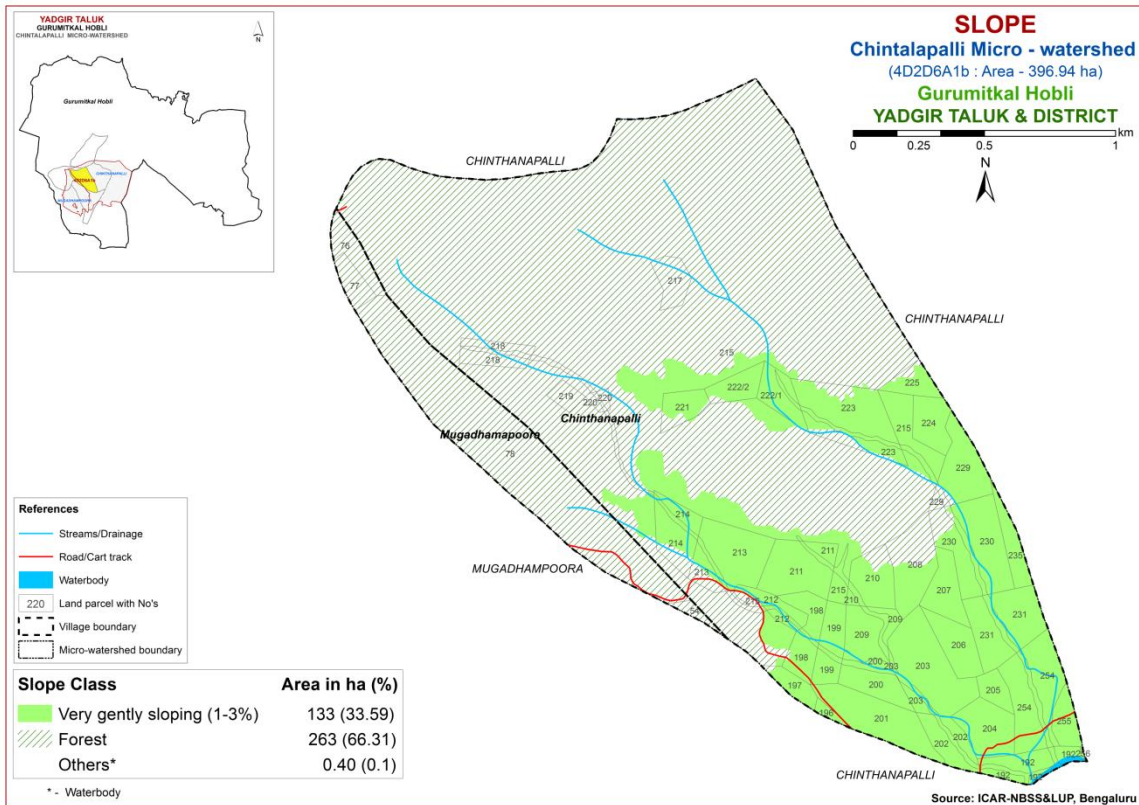 YADGIR TALUK
GURUMITKAL HOBLI
CHINTALAPALLI MICRO-WATERSHED
N
Gurumitkal Hobli
CHINTHANAPALLI
SLOPE
Chintalapalli Micro - watershed
(4D2D6A1b : Area - 396.94 ha)
Gurumitkal Hobli
YADGIR TALUK & DISTRICT
km
0 0.25 0.5 1
N
CHINTHANAPALLI
76
77
217
CHINTHANAPALLI
218
218
215
225
219
220
220
221
222/2
222/1
223
215
224
Chinthanapalli
Mugadhamapoora
78
223
229
229
214
214
213
211
230
230
235
MUGADHAMPOORA
213
211
210
208
207
54
212
212
198
215
210
199
209
209
231
231
206
198
199
200
203
203
197
200
203
205
254
254
196
201
202
202
204
255
192
192
CHINTHANAPALLI
References
Streams/Drainage
Road/Cart track
Waterbody
220 Land parcel with No's
Village boundary
Micro-watershed boundary
Slope Class Area in ha (%)
Very gently sloping (1-3%) 133 (33.59)
Forest 263 (66.31)
Others* 0.40 (0.1)
* - Waterbody
Source: ICAR-NBSS&LUP, Bengaluru